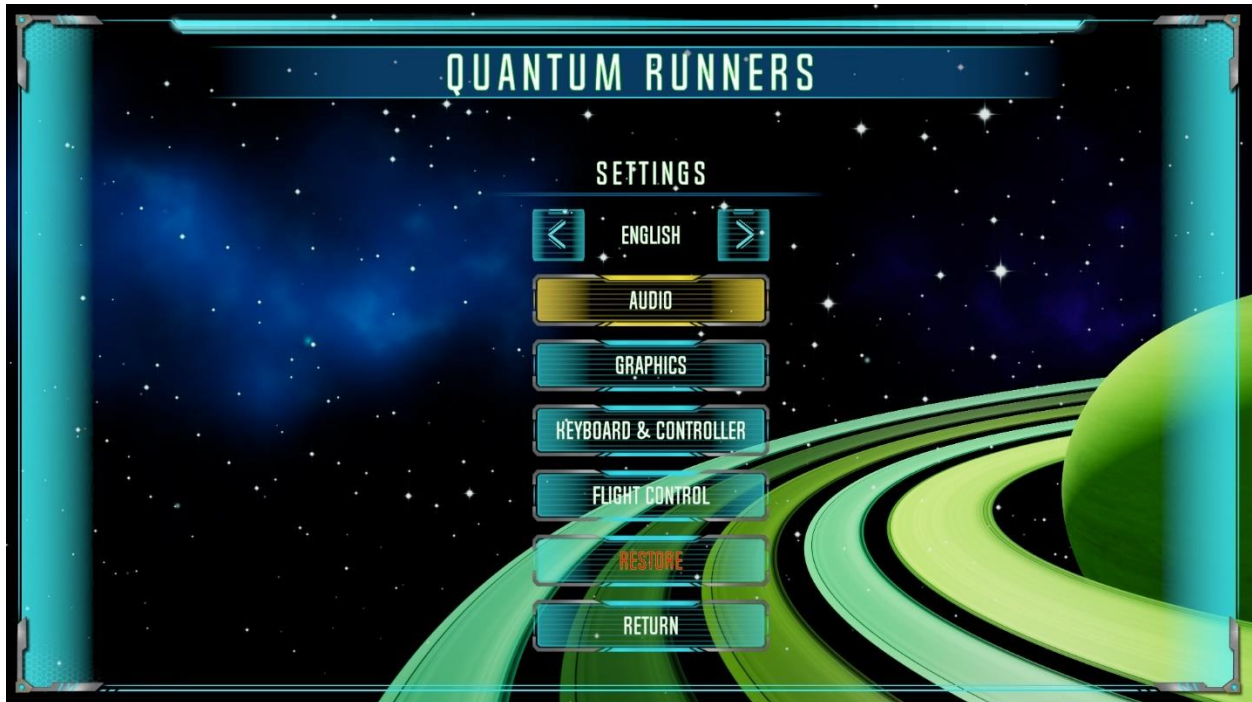 QUANTUM RUNNERS
SETTINGS
< ENGLISH >
AUDIO
GRAPHICS
KEYBOARD & CONTROLLER
FLIGHT CONTROL
RESTORE
RETURN